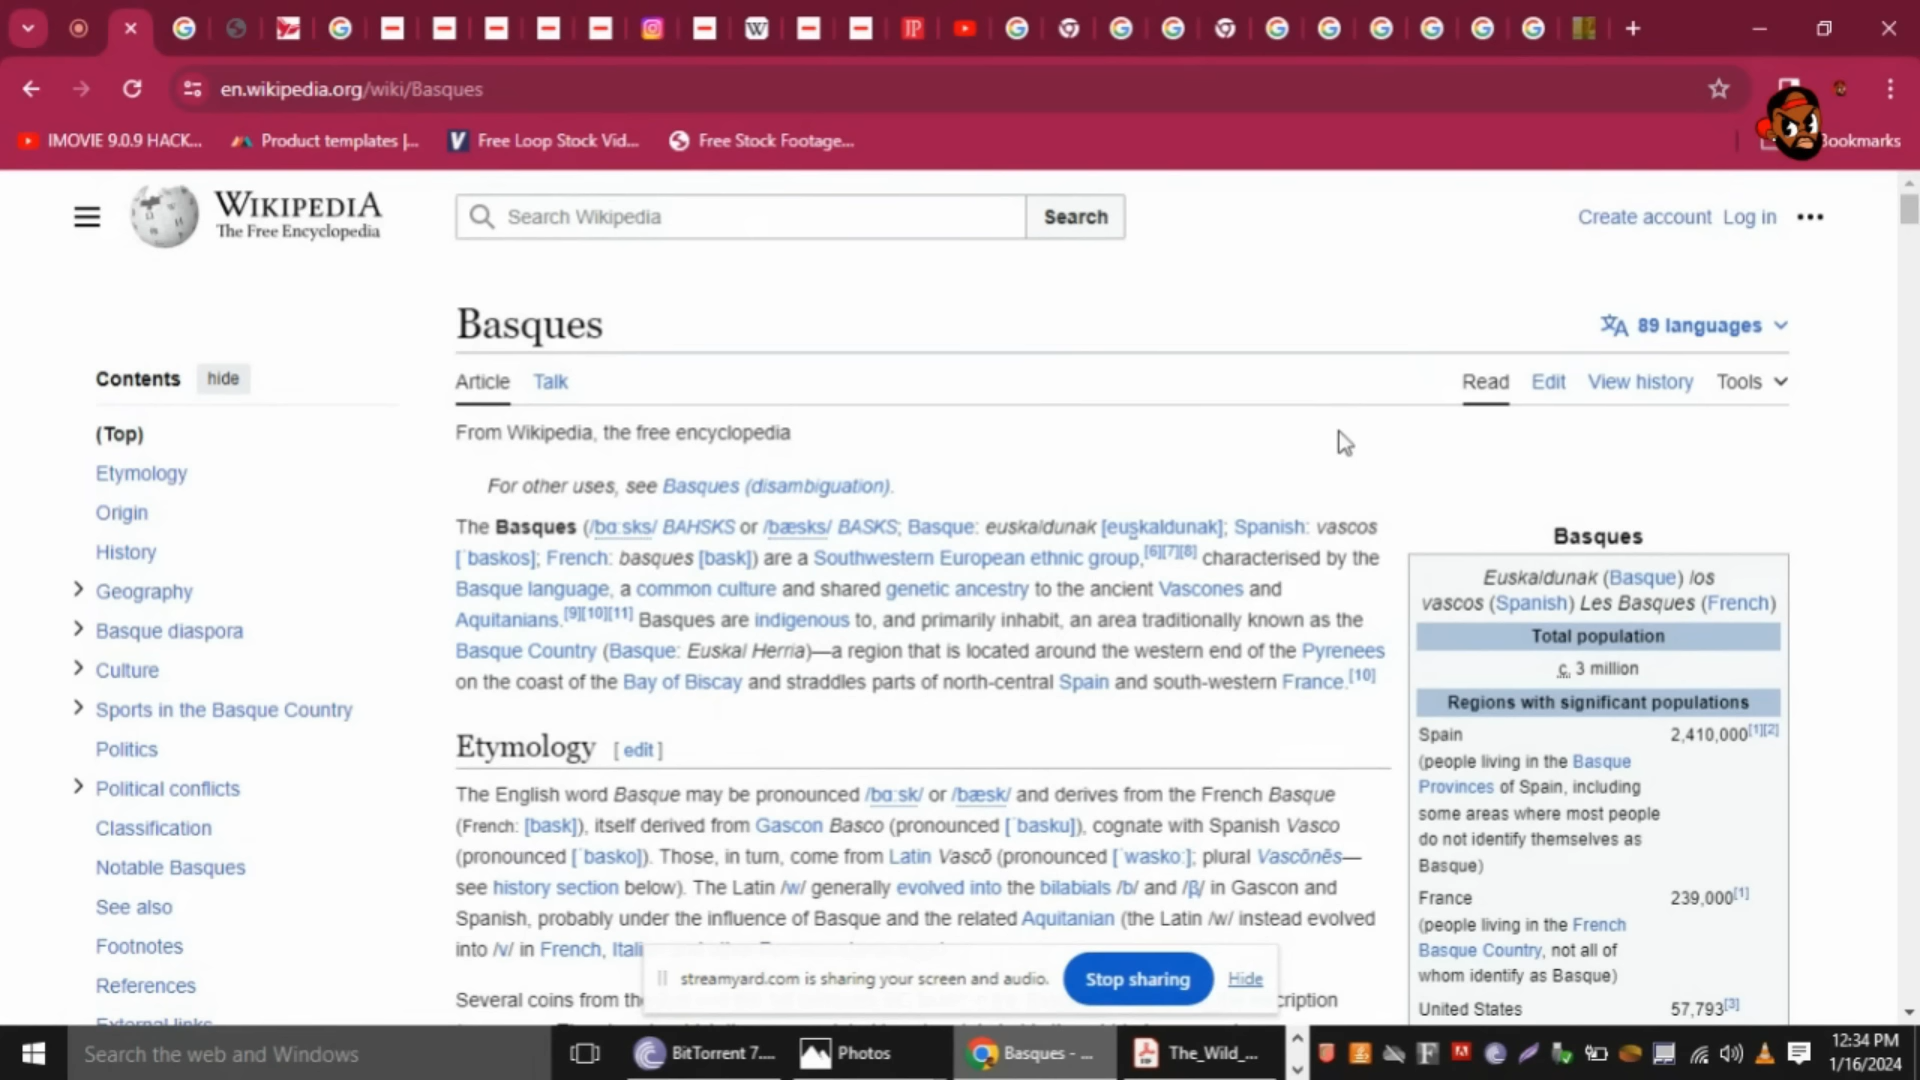 en.wikipedia.org/wiki/Basques
IMOVIE 9.0.9 HACK...
Product templates |...
Free Loop Stock Vid...
Free Stock Footage...
Bookmarks
WIKIPEDIA
The Free Encyclopedia
Search Wikipedia
Search
Create account Log in
Basques
89 languages
Contents hide
Article Talk
Read Edit View history Tools
(Top)
Etymology
Origin
History
Geography
Basque diaspora
Culture
Sports in the Basque Country
Politics
Political conflicts
Classification
Notable Basques
See also
Footnotes
References
External links
From Wikipedia, the free encyclopedia
For other uses, see Basques (disambiguation).
The Basques (/bɑːsks/ BAHSKS or /bæsks/ BASKS; Basque: euskaldunak [eus̺kaldunak]; Spanish: vascos
[ˈbaskos]; French: basques [bask]) are a Southwestern European ethnic group,[6][7][8] characterised by the
Basque language, a common culture and shared genetic ancestry to the ancient Vascones and
Aquitanians.[9][10][11] Basques are indigenous to, and primarily inhabit, an area traditionally known as the
Basque Country (Basque: Euskal Herria)—a region that is located around the western end of the Pyrenees
on the coast of the Bay of Biscay and straddles parts of north-central Spain and south-western France.[10]
Etymology [ edit ]
The English word Basque may be pronounced /bɑːsk/ or /bæsk/ and derives from the French Basque
(French: [bask]), itself derived from Gascon Basco (pronounced [ˈbasku]), cognate with Spanish Vasco
(pronounced [ˈbasko]). Those, in turn, come from Latin Vascō (pronounced [ˈwaskoː]; plural Vascōnēs—
see history section below). The Latin /w/ generally evolved into the bilabials /b/ and /β̞/ in Gascon and
Spanish, probably under the influence of Basque and the related Aquitanian (the Latin /w/ instead evolved
into /v/ in French, Itali
Several coins from the cription
Basques
Euskaldunak (Basque) los
vascos (Spanish) Les Basques (French)
Total population
c. 3 million
Regions with significant populations
Spain 2,410,000[1][2]
(people living in the Basque
Provinces of Spain, including
some areas where most people
do not identify themselves as
Basque)
France 239,000[1]
(people living in the French
Basque Country, not all of
whom identify as Basque)
United States 57,793[3]
streamyard.com is sharing your screen and audio. Stop sharing Hide
Search the web and Windows
BitTorrent 7....
Photos
Basques - ...
The_Wild_...
12:34 PM
1/16/2024